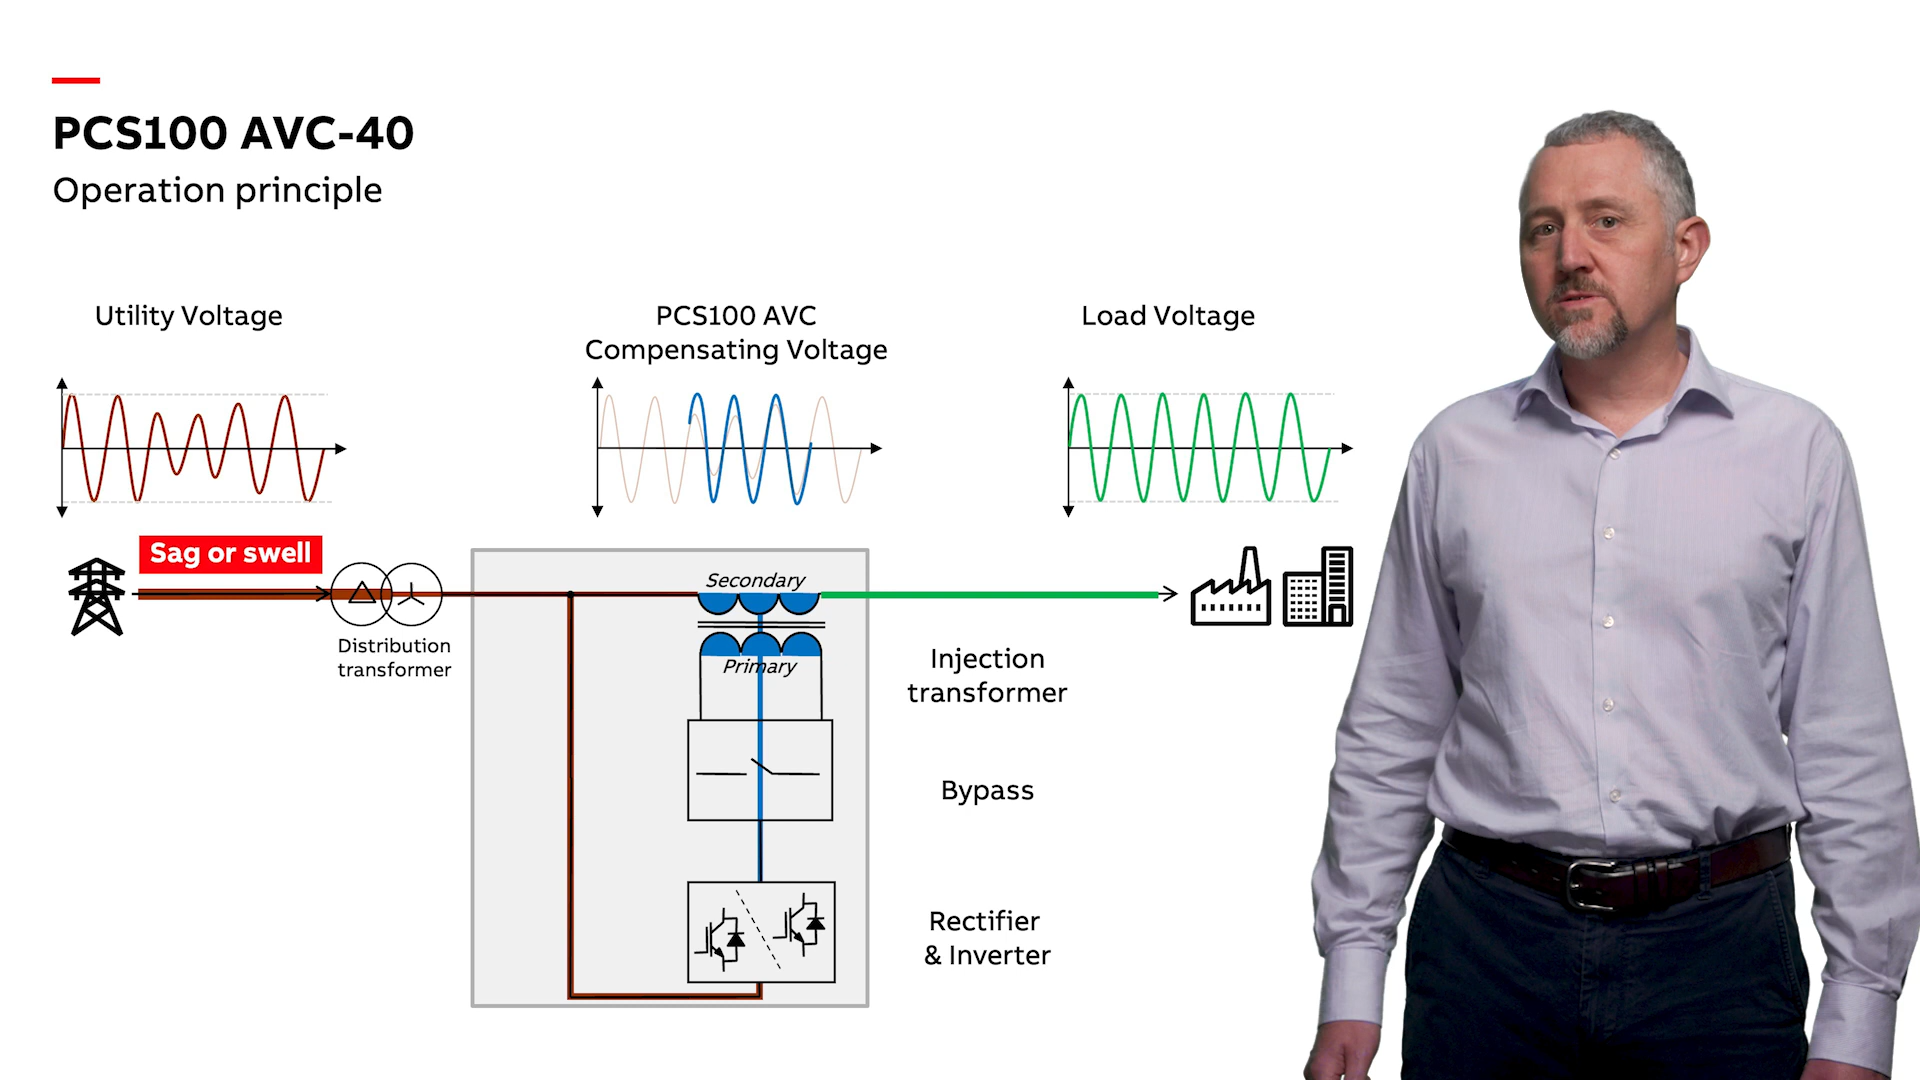 PCS100 AVC-40
Operation principle
Utility Voltage
PCS100 AVC
Compensating Voltage
Load Voltage
Sag or swell
Secondary
Distribution
transformer
Primary
Injection
transformer
Bypass
Rectifier
& Inverter